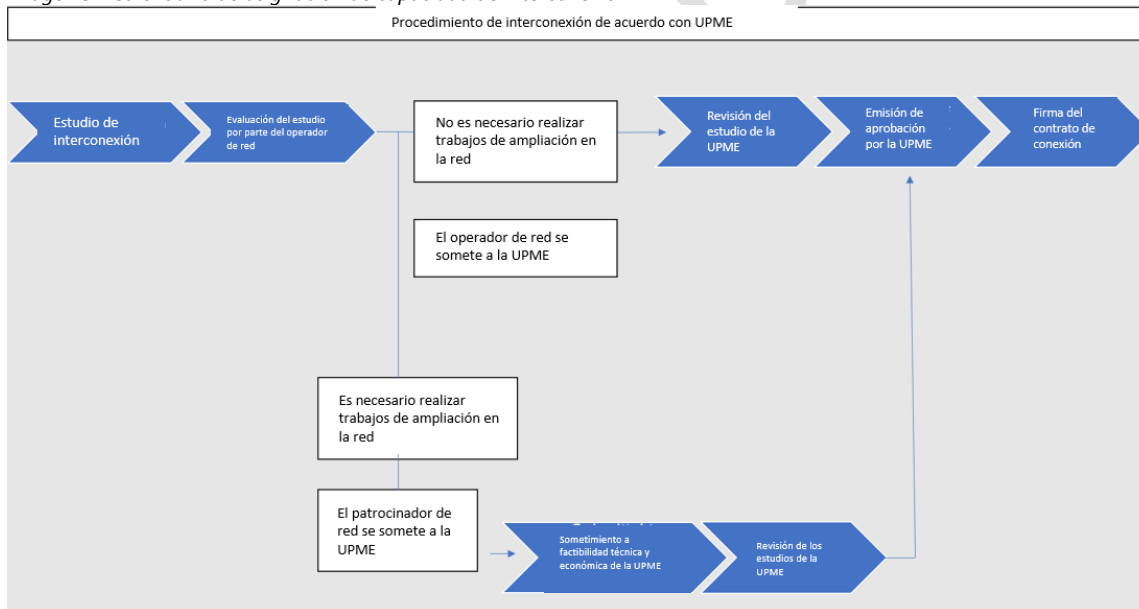 Procedimiento de interconexión de acuerdo con UPME
Estudio de
interconexión
Evaluación del estudio
por parte del operador
de red
No es necesario realizar
trabajos de ampliación en
la red
Revisión del
estudio de la
UPME
Emisión de
aprobación
por la UPME
Firma del
contrato de
conexión
El operador de red se
somete a la UPME
Es necesario realizar
trabajos de ampliación en
la red
El patrocinador de
red se somete a la
UPME
Sometimiento a
factibilidad técnica y
económica de la UPME
Revisión de los
estudios de la
UPME